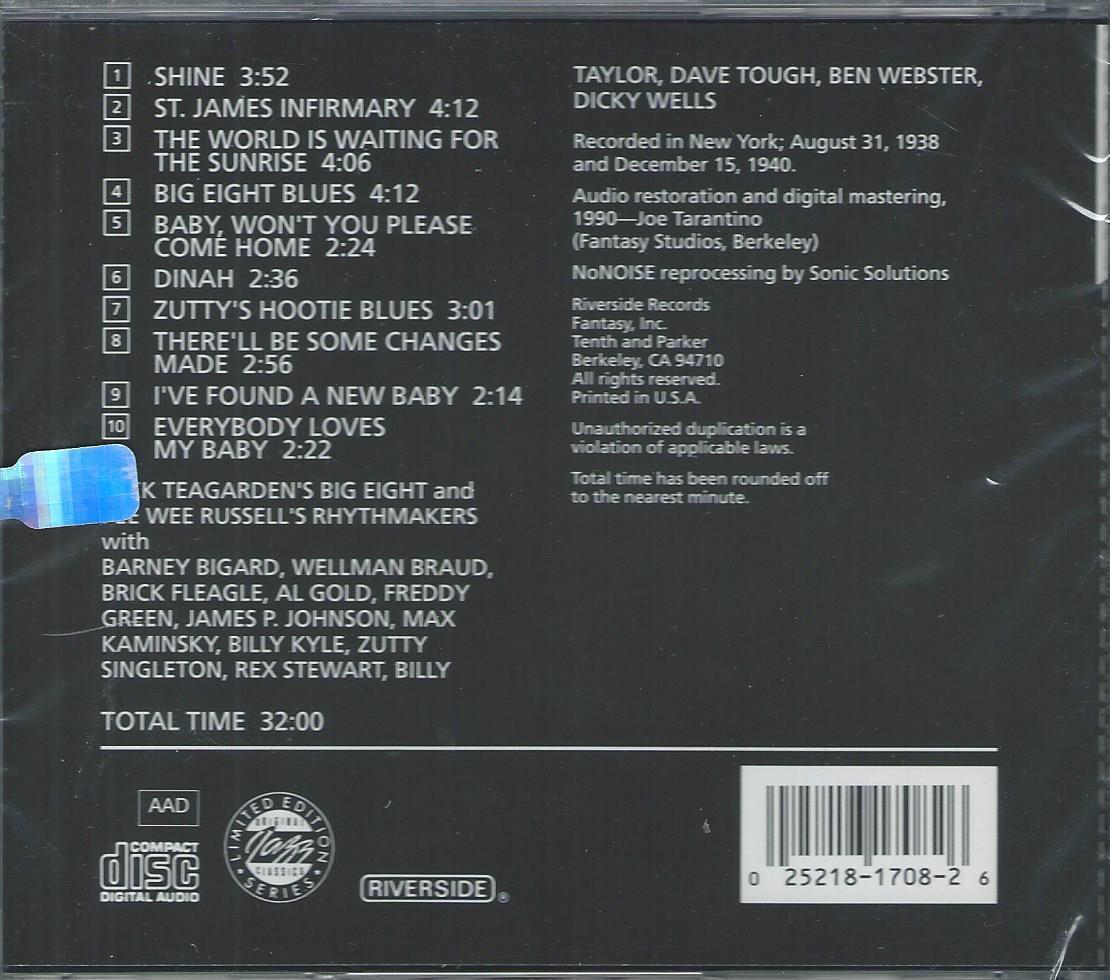 1 SHINE 3:52
2 ST. JAMES INFIRMARY 4:12
3 THE WORLD IS WAITING FOR
THE SUNRISE 4:06
4 BIG EIGHT BLUES 4:12
5 BABY, WON'T YOU PLEASE
COME HOME 2:24
6 DINAH 2:36
7 ZUTTY'S HOOTIE BLUES 3:01
8 THERE'LL BE SOME CHANGES
MADE 2:56
9 I'VE FOUND A NEW BABY 2:14
10 EVERYBODY LOVES
MY BABY 2:22
TEAGARDEN'S BIG EIGHT and
WEE RUSSELL'S RHYTHMAKERS
with
BARNEY BIGARD, WELLMAN BRAUD,
BRICK FLEAGLE, AL GOLD, FREDDY
GREEN, JAMES P. JOHNSON, MAX
KAMINSKY, BILLY KYLE, ZUTTY
SINGLETON, REX STEWART, BILLY
TAYLOR, DAVE TOUGH, BEN WEBSTER,
DICKY WELLS
Recorded in New York; August 31, 1938
and December 15, 1940.
Audio restoration and digital mastering,
1990—Joe Tarantino
(Fantasy Studios, Berkeley)
NoNOISE reprocessing by Sonic Solutions
Riverside Records
Fantasy, Inc.
Tenth and Parker
Berkeley, CA 94710
All rights reserved.
Printed in U.S.A.
Unauthorized duplication is a
violation of applicable laws.
Total time has been rounded off
to the nearest minute.
TOTAL TIME 32:00
AAD
COMPACT
disc
DIGITAL AUDIO
LIMITED EDITION
ORIGINAL
Jazz
CLASSICS
SERIES
RIVERSIDE ®
0 25218-1708-2 6